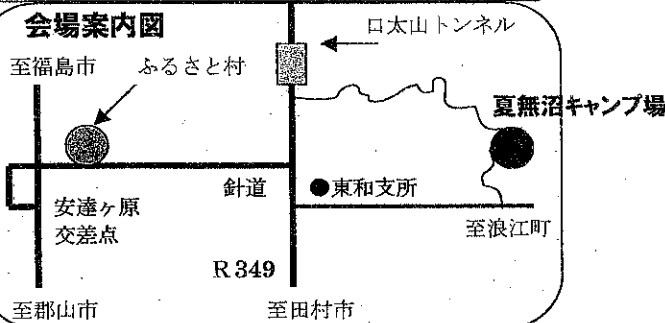 会場案内図
口太山トンネル
至福島市
ふるさと村
夏無沼キャンプ場
針道
●東和支所
安達ヶ原
交差点
至浪江町
R349
至郡山市
至田村市